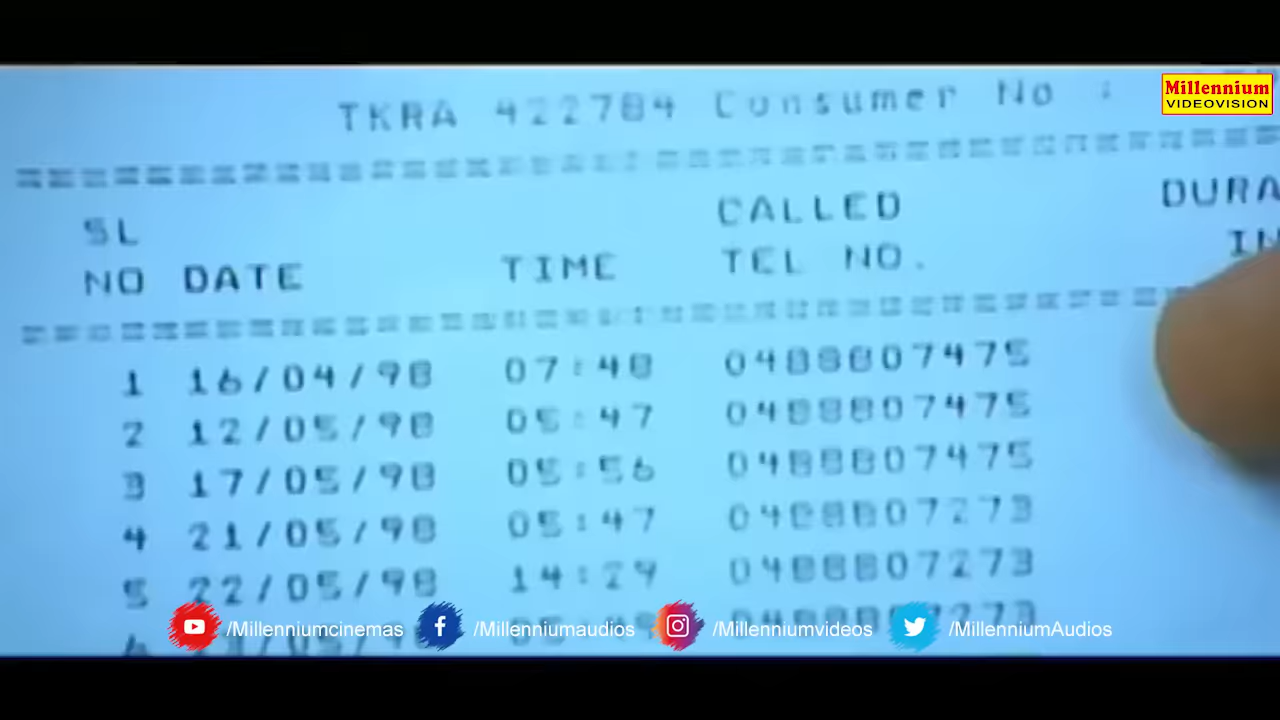 Millennium
VIDEOVISION
TKRA 422784 Consumer No :
SL
NO DATE TIME CALLED
TEL NO.
DURA
IN
1 16/04/98 07:48 0488807475
2 12/05/98 05:47 0488807475
3 17/05/98 05:56 0488807475
4 21/05/98 05:47 0488807273
5 22/05/98 14:29 0488807273
/Millenniumcinemas /Millenniumaudios /Millenniumvideos /MillenniumAudios